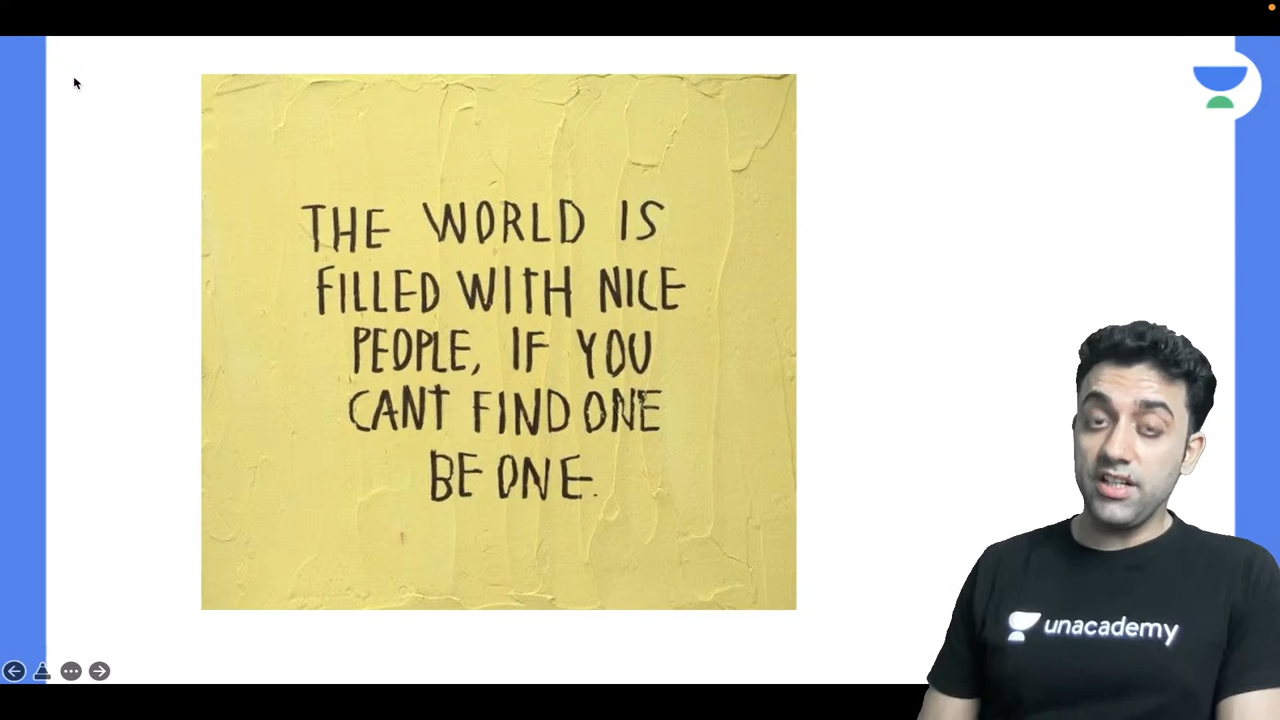 THE WORLD IS
FILLED WITH NICE
PEOPLE, IF YOU
CANT FIND ONE
BE ONE.
unacademy